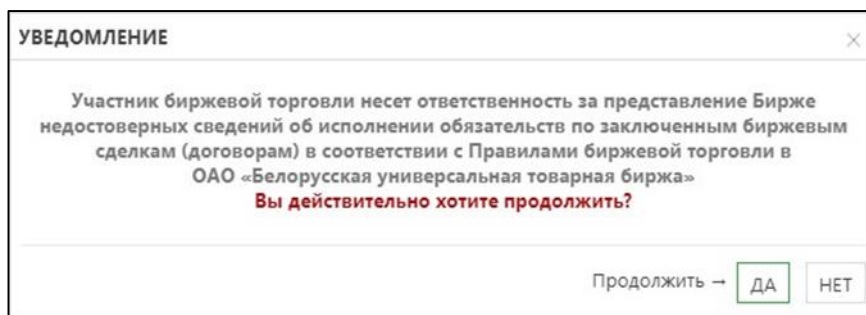 УВЕДОМЛЕНИЕ ×
Участник биржевой торговли несет ответственность за представление Бирже
недостоверных сведений об исполнении обязательств по заключенным биржевым
сделкам (договорам) в соответствии с Правилами биржевой торговли в
ОАО «Белорусская универсальная товарная биржа»
Вы действительно хотите продолжить?
Продолжить → ДА НЕТ